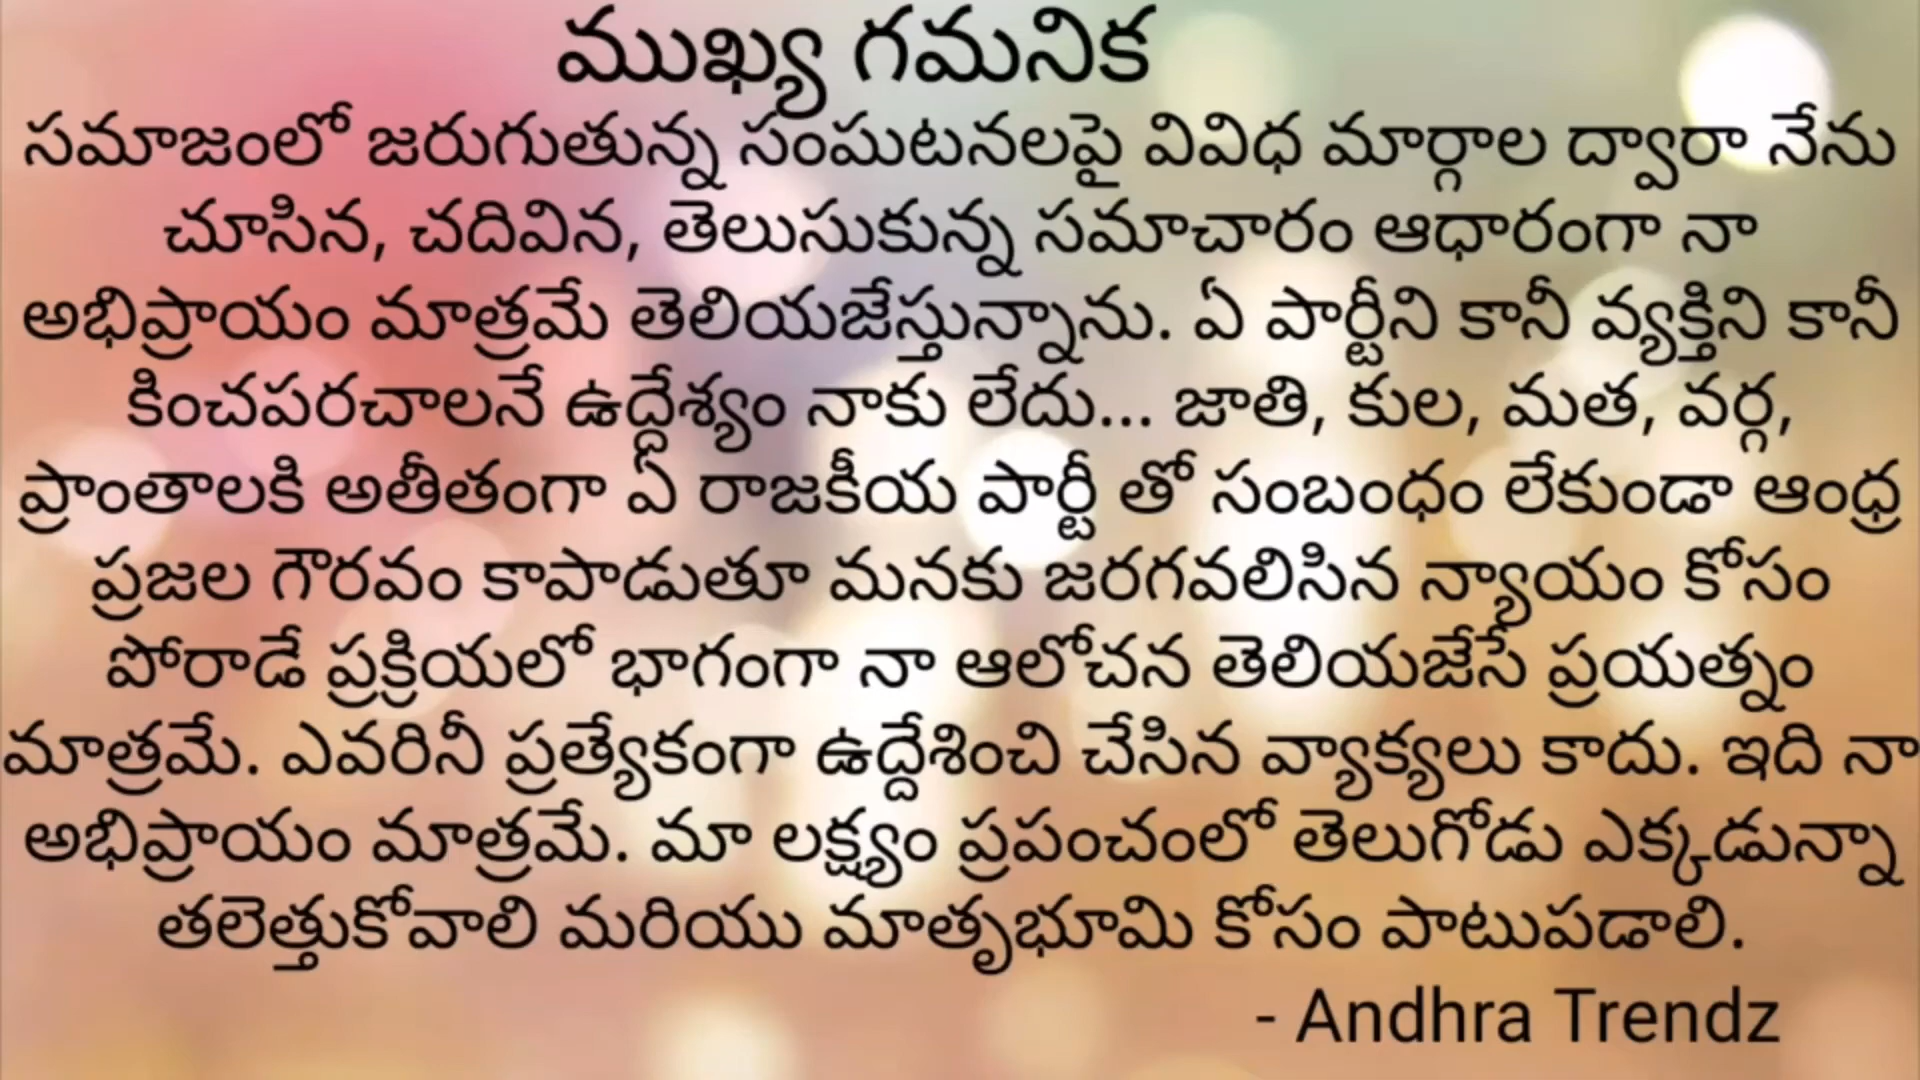 ముఖ్య గమనిక
సమాజంలో జరుగుతున్న సంఘటనలపై వివిధ మార్గాల ద్వారా నేను
చూసిన, చదివిన, తెలుసుకున్న సమాచారం ఆధారంగా నా
అభిప్రాయం మాత్రమే తెలియజేస్తున్నాను. ఏ పార్టీని కానీ వ్యక్తిని కానీ
కించపరచాలనే ఉద్దేశ్యం నాకు లేదు... జాతి, కుల, మత, వర్గ,
ప్రాంతాలకి అతీతంగా ఏ రాజకీయ పార్టీ తో సంబంధం లేకుండా ఆంధ్ర
ప్రజల గౌరవం కాపాడుతూ మనకు జరగవలిసిన న్యాయం కోసం
పోరాడే ప్రక్రియలో భాగంగా నా ఆలోచన తెలియజేసే ప్రయత్నం
మాత్రమే. ఎవరినీ ప్రత్యేకంగా ఉద్దేశించి చేసిన వ్యాక్యలు కాదు. ఇది నా
అభిప్రాయం మాత్రమే. మా లక్ష్యం ప్రపంచంలో తెలుగోడు ఎక్కడున్నా
తలెత్తుకోవాలి మరియు మాతృభూమి కోసం పాటుపడాలి.
- Andhra Trendz